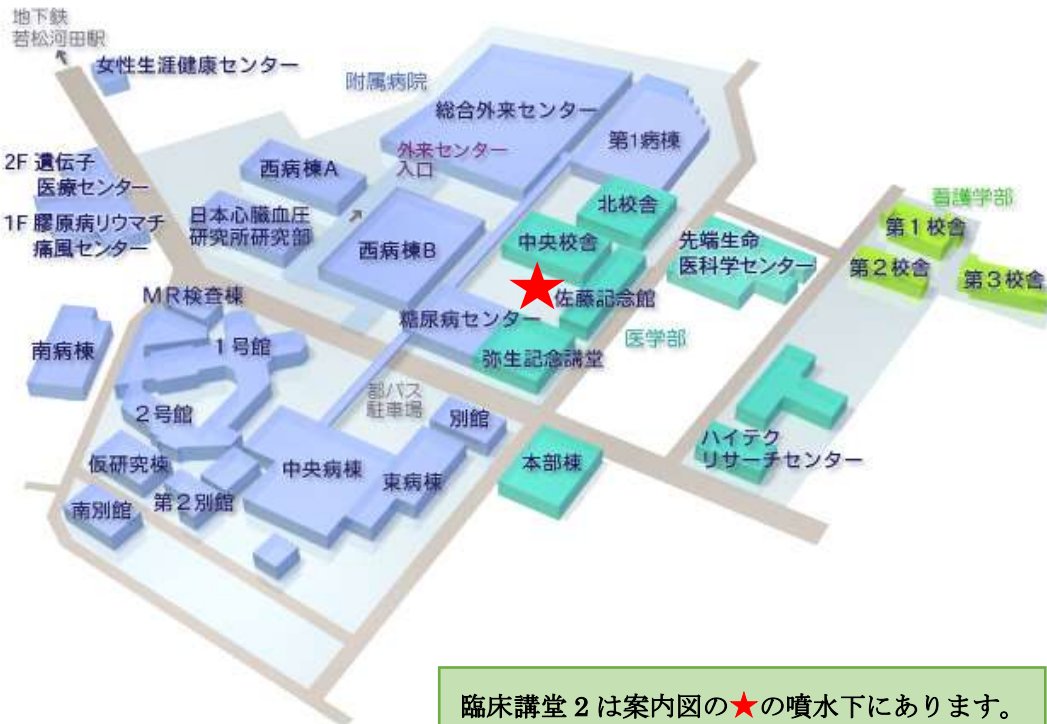 地下鉄
若松河田駅
女性生涯健康センター
附属病院
総合外来センター
第1病棟
外来センター
入口
2F 遺伝子
医療センター
1F 膠原病リウマチ
痛風センター
西病棟A
日本心臓血圧
研究所研究部
西病棟B
北校舎
中央校舎
先端生命
医科学センター
看護学部
第1校舎
第2校舎
第3校舎
佐藤記念館
糖尿病センター
医学部
弥生記念講堂
MR検査棟
南病棟
1号館
2号館
都バス
駐車場
別館
仮研究棟
中央病棟
東病棟
本部棟
ハイテク
リサーチセンター
第2別館
南別館
臨床講堂2は案内図の★の噴水下にあります。